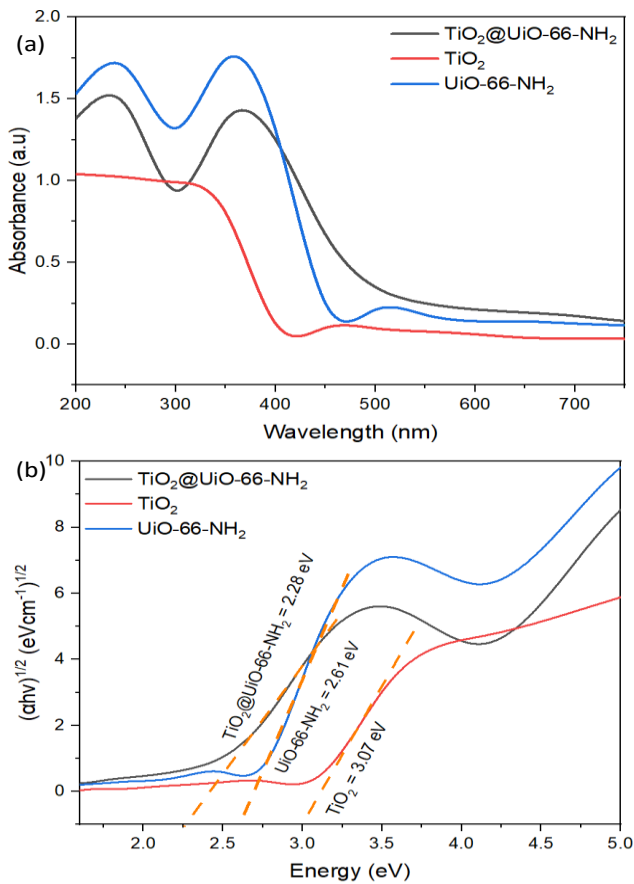 (a)
2.0
1.5
1.0
0.5
0.0
Absorbance (a.u)
TiO₂@UiO-66-NH₂
TiO₂
UiO-66-NH₂
200 300 400 500 600 700
Wavelength (nm)
(b)
10
8
6
4
2
0
(αhv)¹/² (eVcm⁻¹)¹/²
TiO₂@UiO-66-NH₂
TiO₂
UiO-66-NH₂
TiO₂@UiO-66-NH₂ = 2.28 eV
UiO-66-NH₂ = 2.61 eV
TiO₂ = 3.07 eV
2.0 2.5 3.0 3.5 4.0 4.5 5.0
Energy (eV)